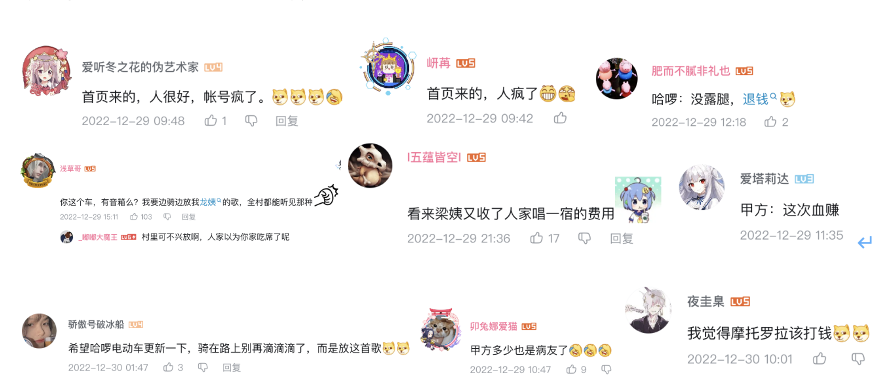 爱听冬之花的伪艺术家 LV4
首页来的，人很好，帐号疯了。
2022-12-29 09:48 1 回复
岍苒 LV5
首页来的，人疯了
2022-12-29 09:42
肥而不腻非礼也 LV5
哈啰：没露腿，退钱
2022-12-29 12:18 2
浅草哥 LV5
你这个车，有音箱么？我要边骑边放我龙姨的歌，全村都能听见那种
2022-12-29 15:11 103 回复
_嘟嘟大魔王 LV6 村里可不兴放啊，人家以为你家吃席了呢
|五蕴皆空| LV5
看来梁姨又收了人家唱一宿的费用
2022-12-29 21:36 17 回复
爱塔莉达 LV3
甲方：这次血赚
2022-12-29 11:35
骄傲号破冰船 LV4
希望哈啰电动车更新一下，骑在路上别再滴滴滴了，而是放这首歌
2022-12-30 01:47 3 回复
卯兔娜爱猫 LV5
甲方多少也是病友了
2022-12-29 10:47 9
夜圭臬 LV5
我觉得摩托罗拉该打钱
2022-12-30 10:01